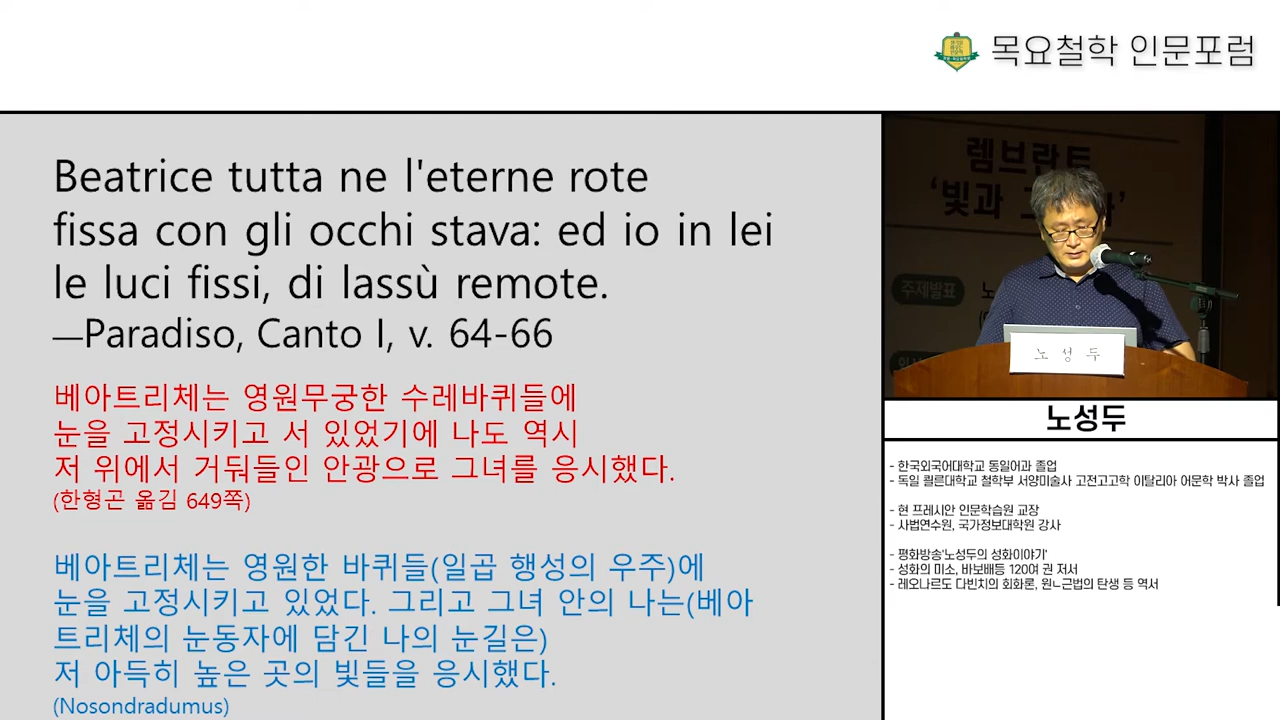 목요철학 인문포럼
Beatrice tutta ne l'eterne rote
fissa con gli occhi stava: ed io in lei
le luci fissi, di lassù remote.
—Paradiso, Canto I, v. 64-66
베아트리체는 영원무궁한 수레바퀴들에
눈을 고정시키고 서 있었기에 나도 역시
저 위에서 거둬들인 안광으로 그녀를 응시했다.
(한형곤 옮김 649쪽)
베아트리체는 영원한 바퀴들(일곱 행성의 우주)에
눈을 고정시키고 있었다. 그리고 그녀 안의 나는(베아
트리체의 눈동자에 담긴 나의 눈길은)
저 아득히 높은 곳의 빛들을 응시했다.
(Nosondradumus)
렘브란트
'빛과
주제발표 노
노 성 두
노성두
- 한국외국어대학교 동일어과 졸업
- 독일 쾰른대학교 철학부 서양미술사 고전고고학 이탈리아 어문학 박사 졸업
- 현 프레시안 인문학습원 교장
- 사법연수원, 국가정보대학원 강사
- 평화방송'노성두의 성화이야기'
- 성화의 미소, 바보배등 120여 권 저서
- 레오나르도 다빈치의 회화론, 원ㄴ근법의 탄생 등 역서